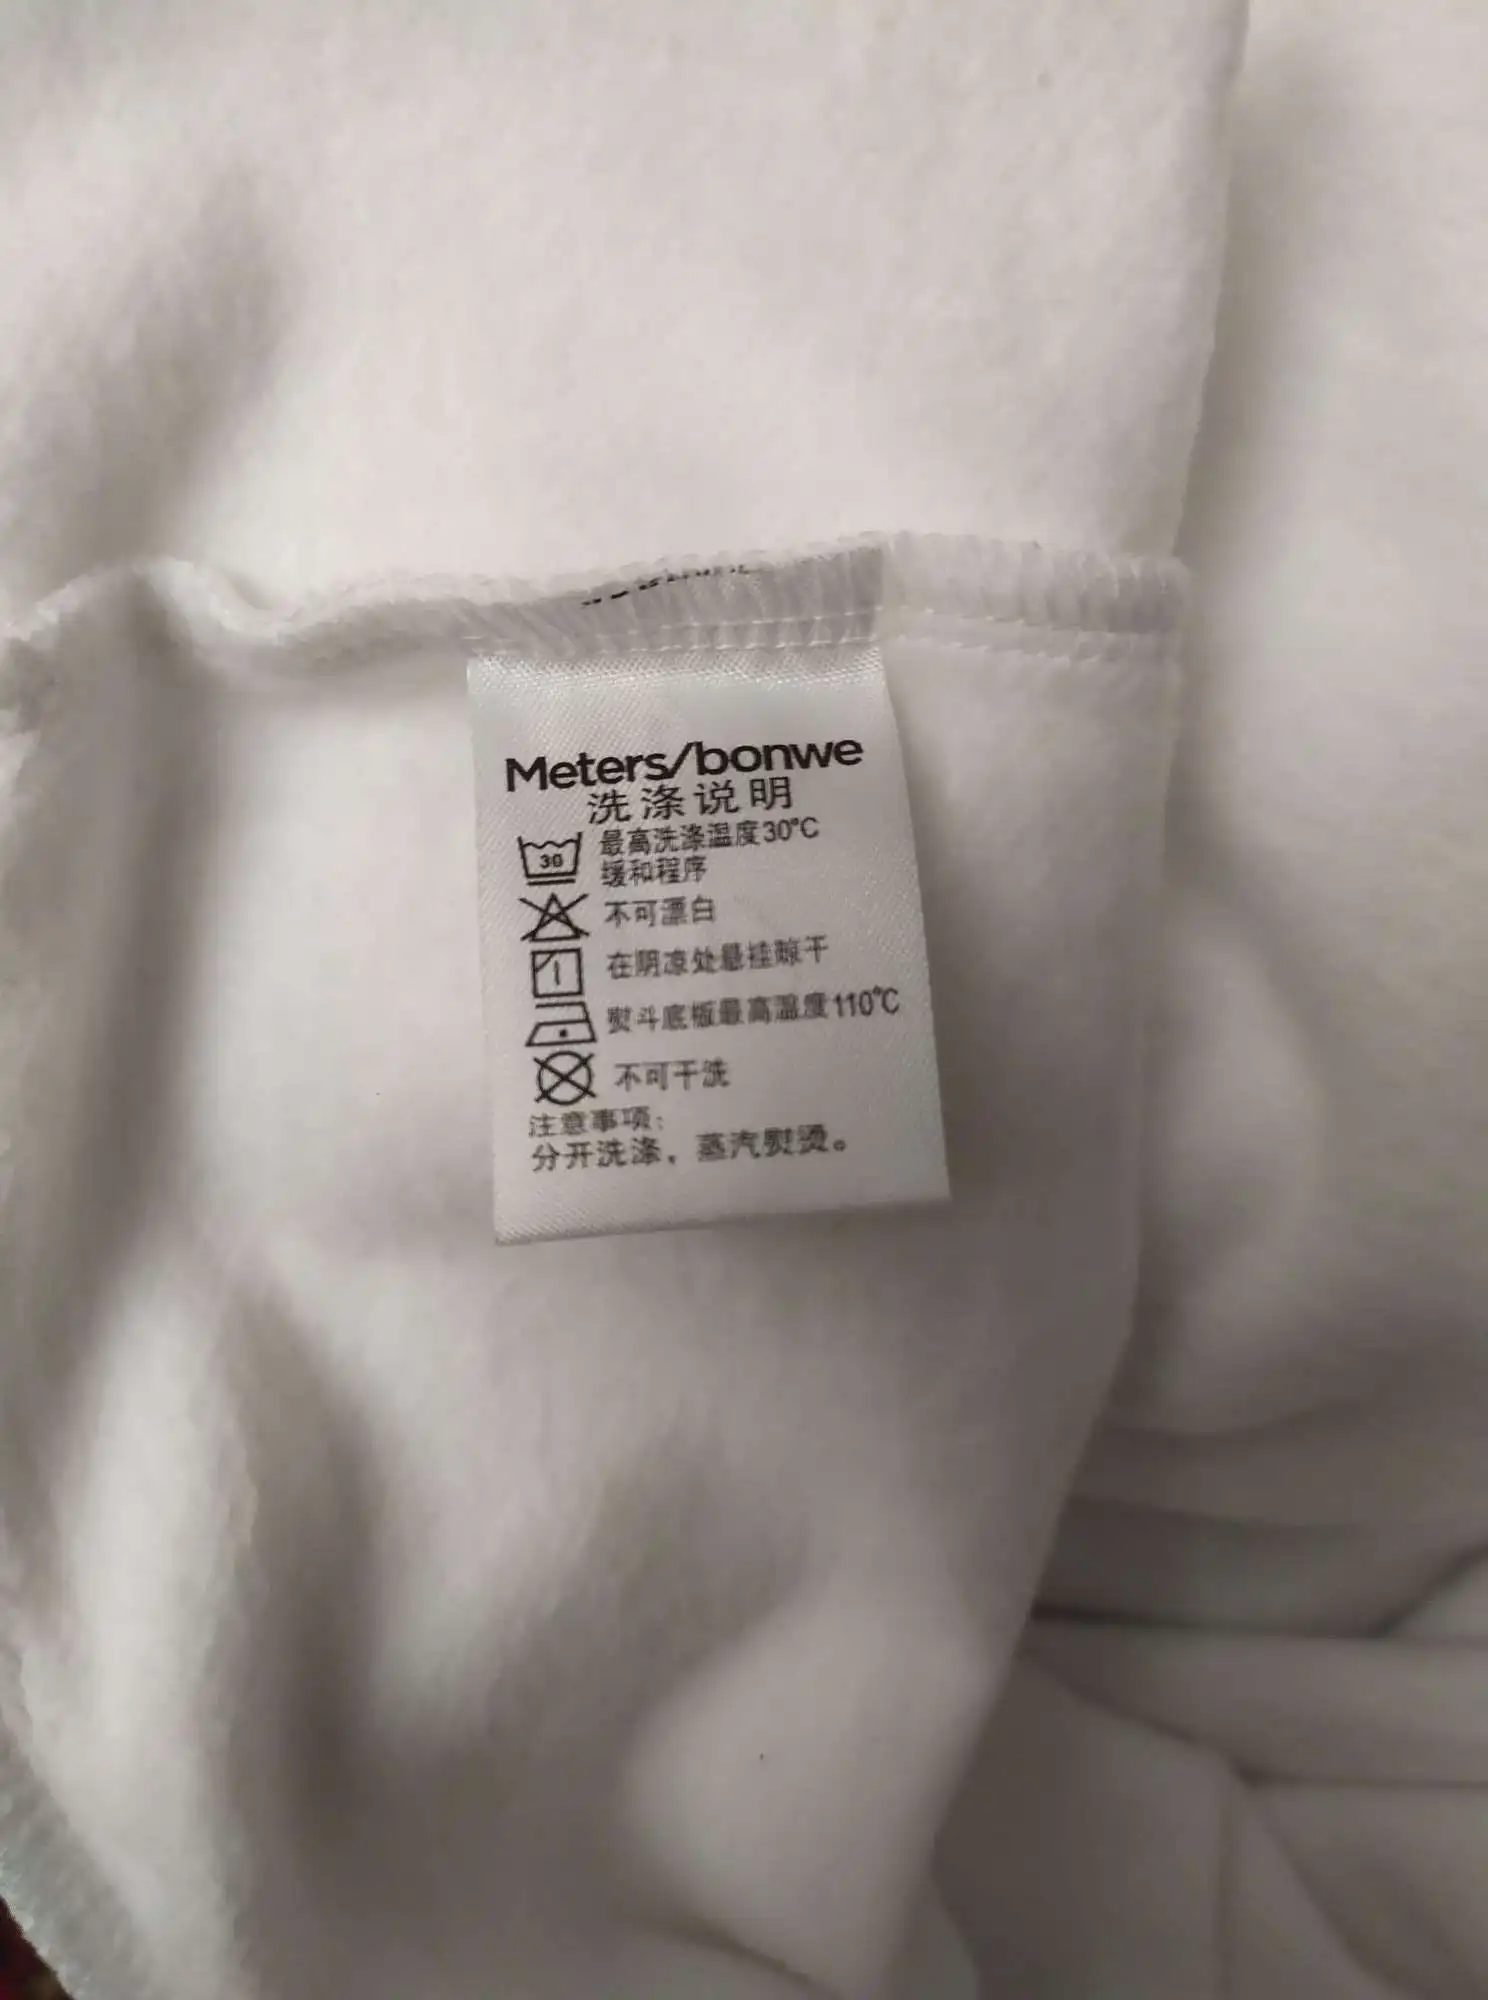 Meters/bonwe
洗涤说明
30
最高洗涤温度30℃
缓和程序
不可漂白
在阴凉处悬挂晾干
熨斗底板最高温度110℃
不可干洗
注意事项：
分开洗涤，蒸汽熨烫。